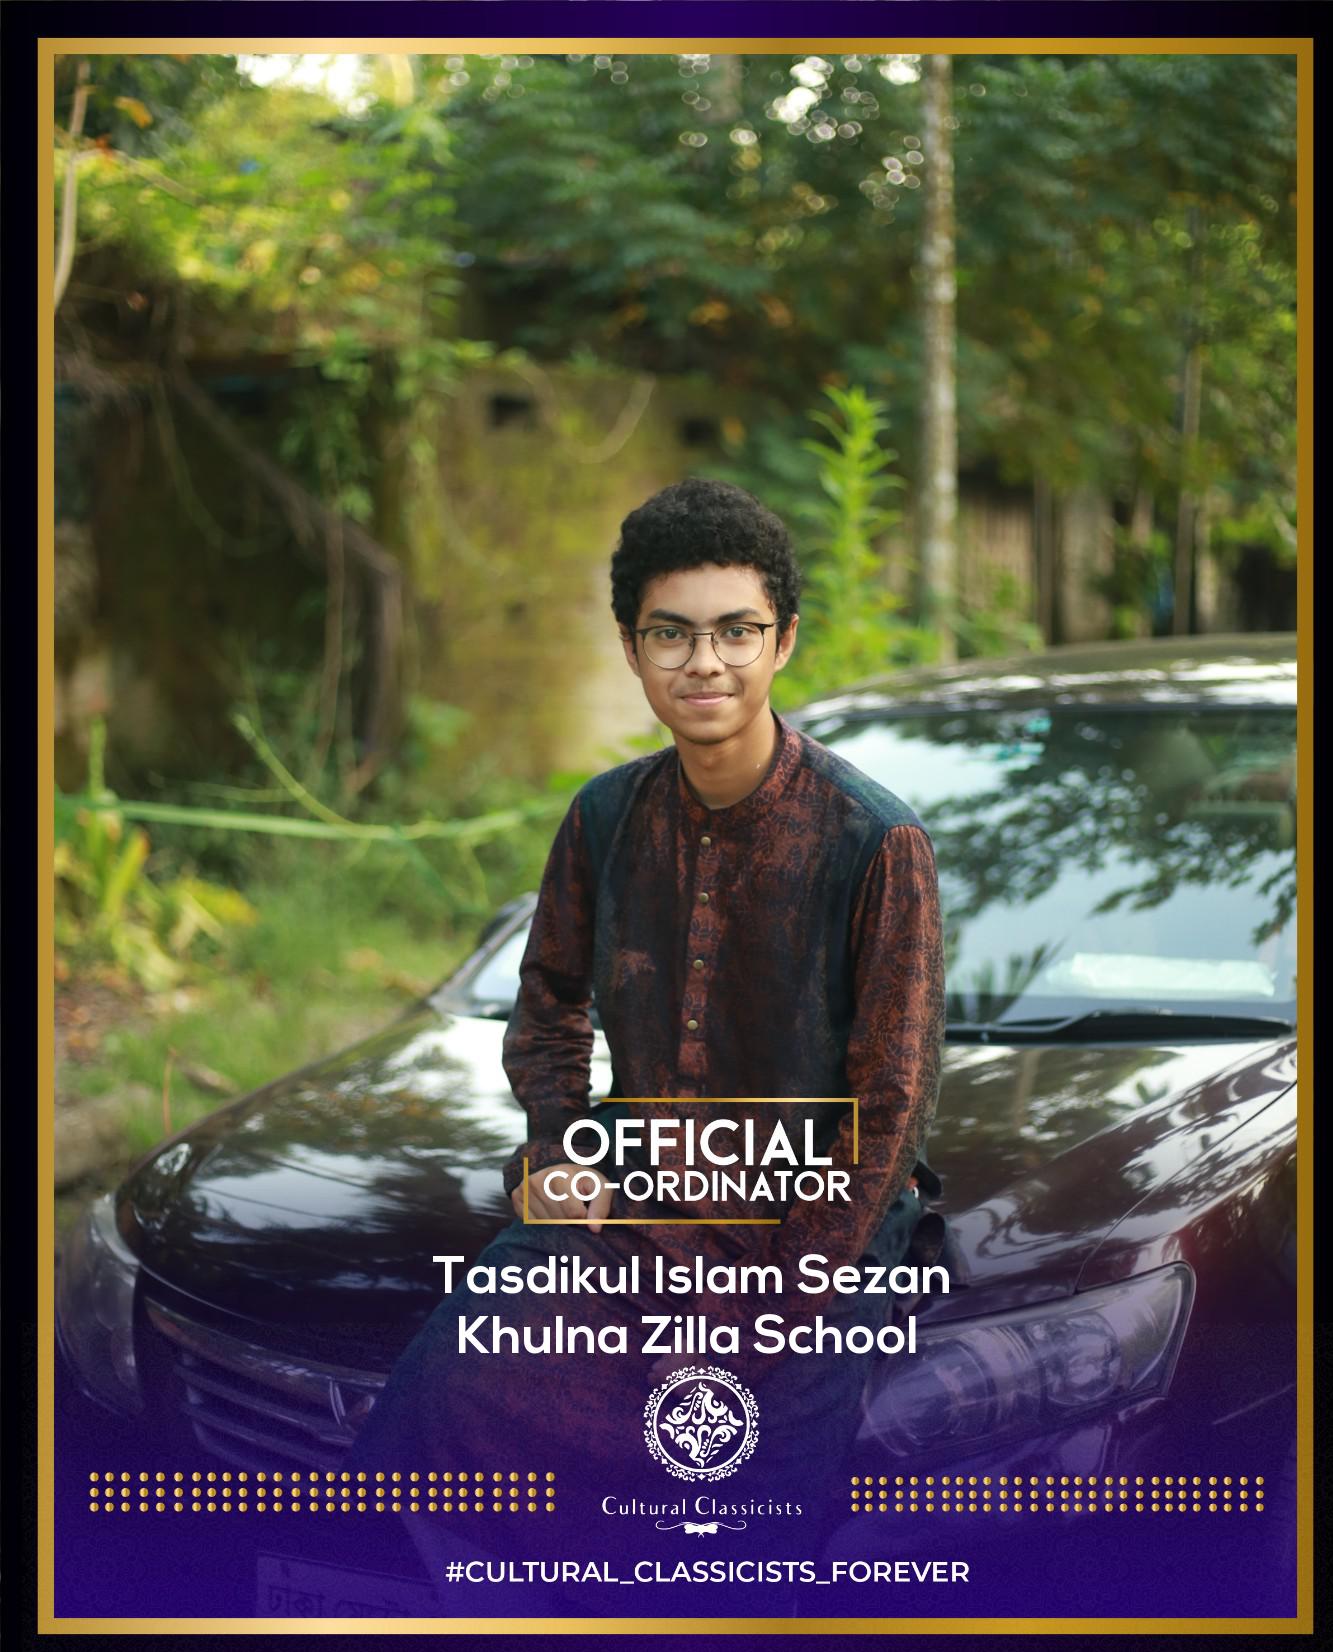 OFFICIAL
CO-ORDINATOR
Tasdikul Islam Sezan
Khulna Zilla School
Cultural Classicists
#CULTURAL_CLASSICISTS_FOREVER